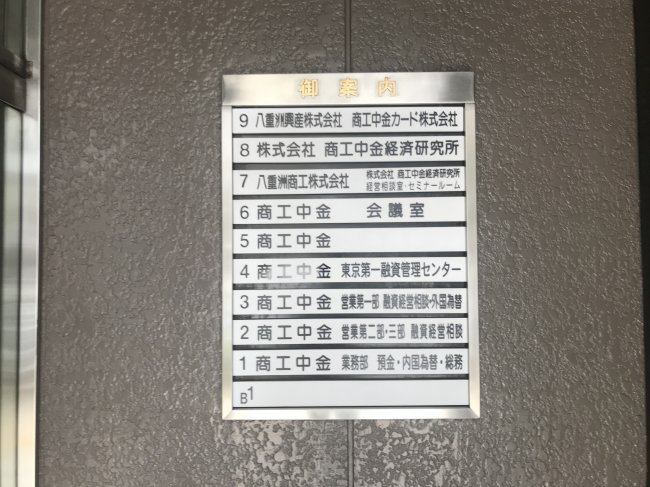 御案内
9 八重洲興産株式会社 商工中金カード株式会社
8 株式会社 商工中金経済研究所
7 八重洲商工株式会社 株式会社 商工中金経済研究所
経営相談室・セミナールーム
6 商工中金 会議室
5 商工中金
4 商工中金 東京第一融資管理センター
3 商工中金 営業第一部 融資経営相談・外国為替
2 商工中金 営業第二部・三部 融資経営相談
1 商工中金 業務部 預金・内国為替・総務
B1